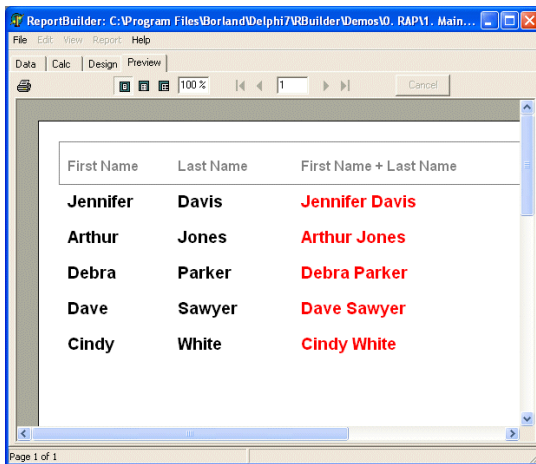 ReportBuilder: C:\Program Files\Borland\Delphi7\RBuilder\Demos\0. RAP\1. Main...
File Edit View Report Help
Data Calc Design Preview
100 % 1 Cancel
First Name Last Name First Name + Last Name
Jennifer Davis Jennifer Davis
Arthur Jones Arthur Jones
Debra Parker Debra Parker
Dave Sawyer Dave Sawyer
Cindy White Cindy White
Page 1 of 1